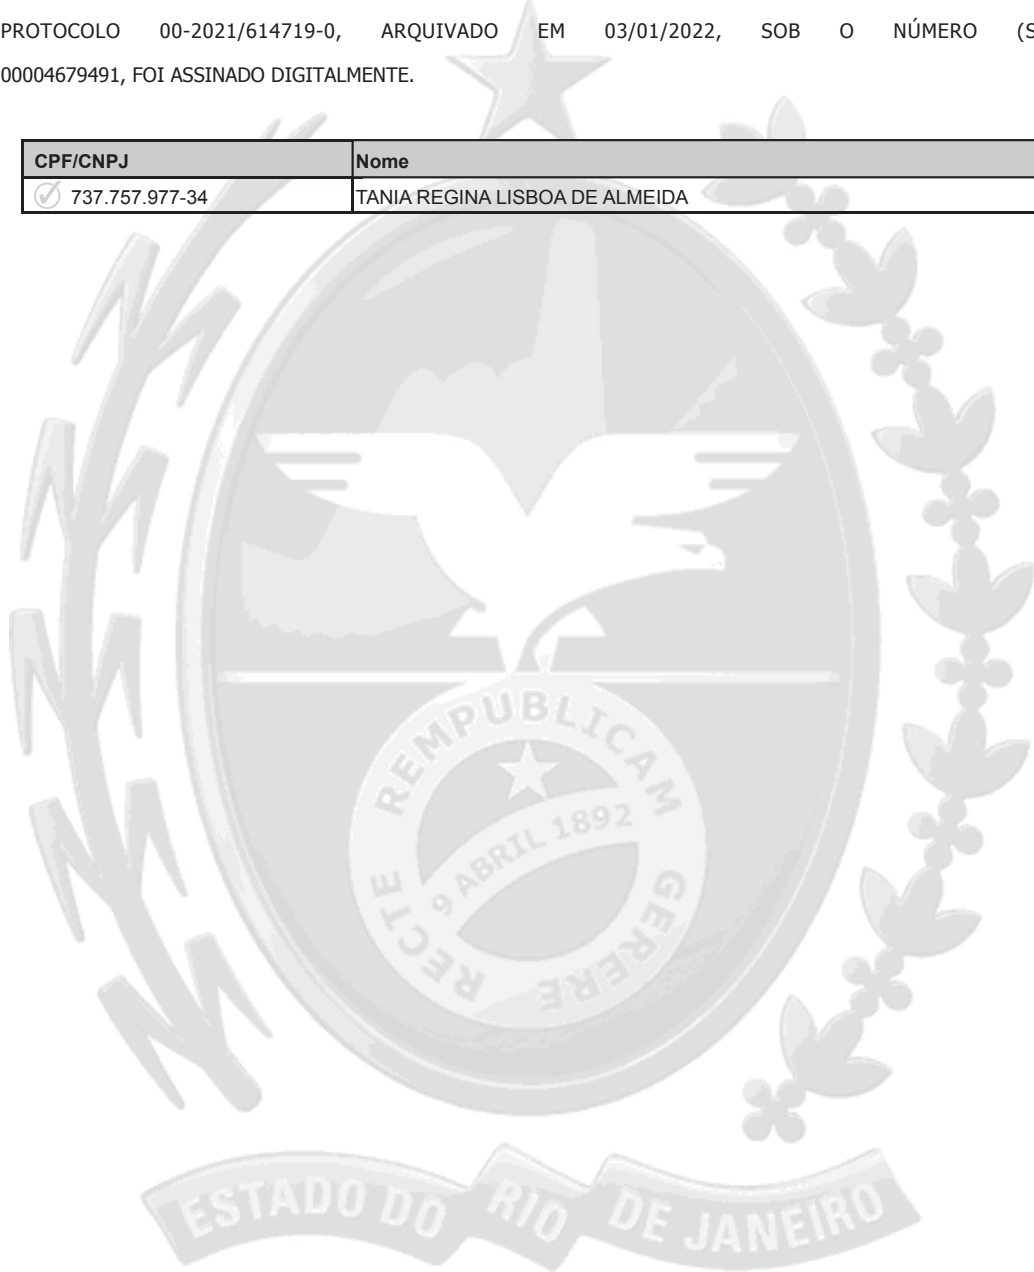 PROTOCOLO 00-2021/614719-0, ARQUIVADO EM 03/01/2022, SOB O NÚMERO (S
00004679491, FOI ASSINADO DIGITALMENTE.
CPF/CNPJ Nome
737.757.977-34 TANIA REGINA LISBOA DE ALMEIDA
RECTE REMPUBLICAM GERERE
9 ABRIL 1892
ESTADO DO RIO DE JANEIRO